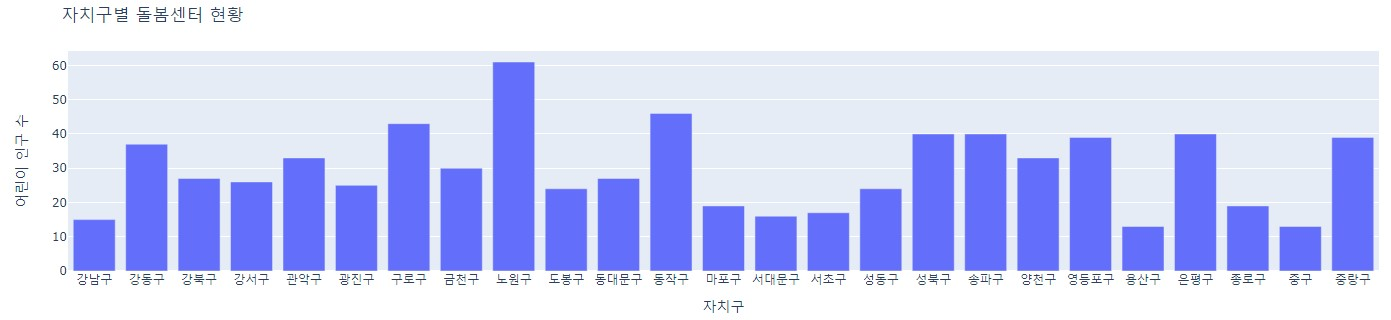 자치구별 돌봄센터 현황
어린이 인구 수
60
50
40
30
20
10
0
강남구 강동구 강북구 강서구 관악구 광진구 구로구 금천구 노원구 도봉구 동대문구 동작구 마포구 서대문구 서초구 성동구 성북구 송파구 양천구 영등포구 용산구 은평구 종로구 중구 중랑구
자치구